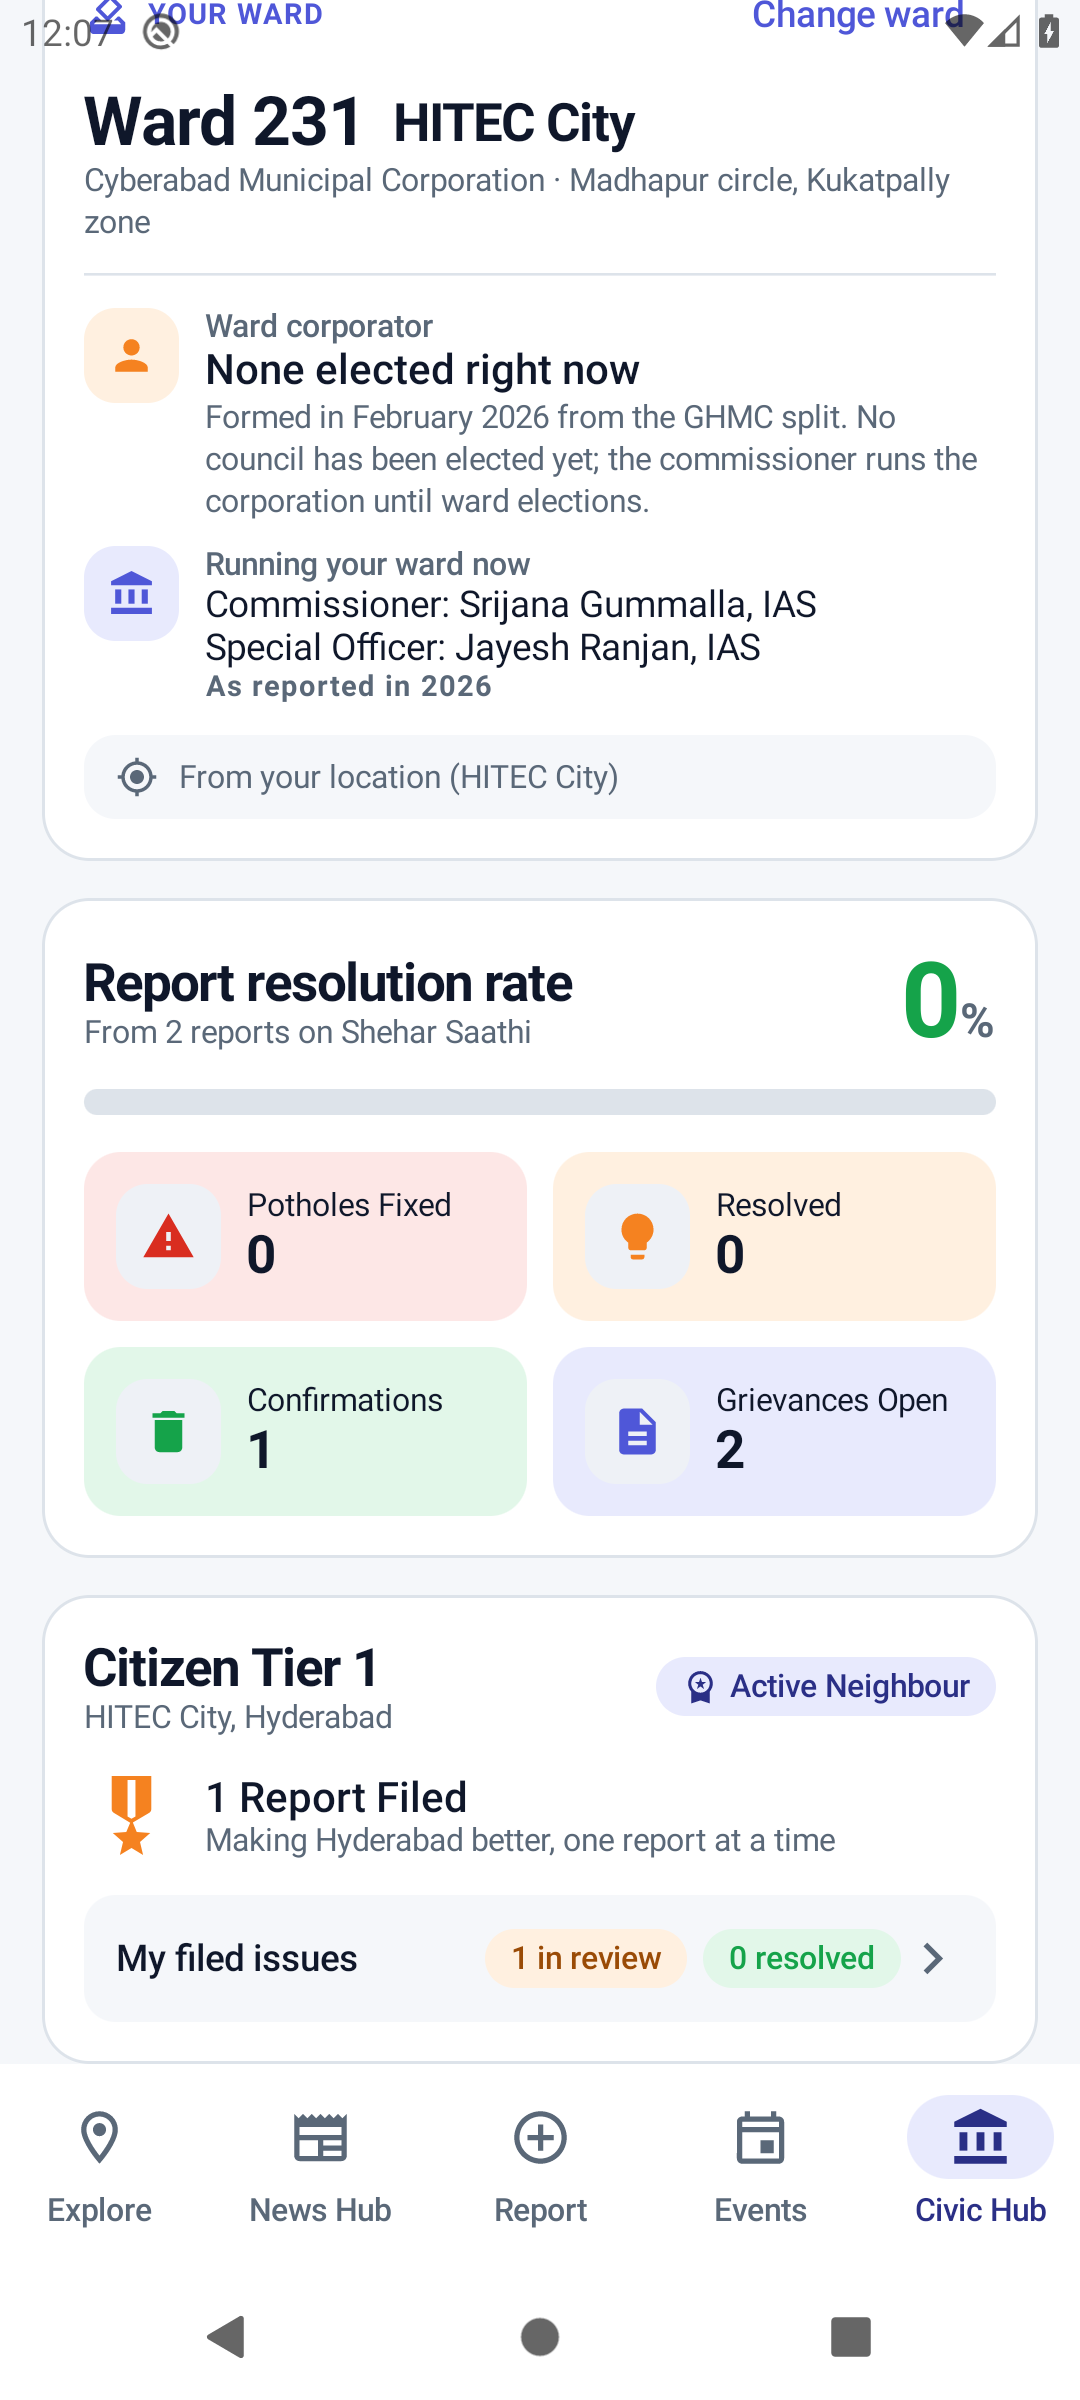 YOUR WARD
Change ward
12:07
Ward 231 HITEC City
Cyberabad Municipal Corporation · Madhapur circle, Kukatpally
zone
Ward corporator
None elected right now
Formed in February 2026 from the GHMC split. No
council has been elected yet; the commissioner runs the
corporation until ward elections.
Running your ward now
Commissioner: Srijana Gummalla, IAS
Special Officer: Jayesh Ranjan, IAS
As reported in 2026
From your location (HITEC City)
Report resolution rate
0%
From 2 reports on Shehar Saathi
Potholes Fixed
0
Resolved
0
Confirmations
1
Grievances Open
2
Citizen Tier 1
Active Neighbour
HITEC City, Hyderabad
1 Report Filed
Making Hyderabad better, one report at a time
My filed issues
1 in review
0 resolved
Explore
News Hub
Report
Events
Civic Hub